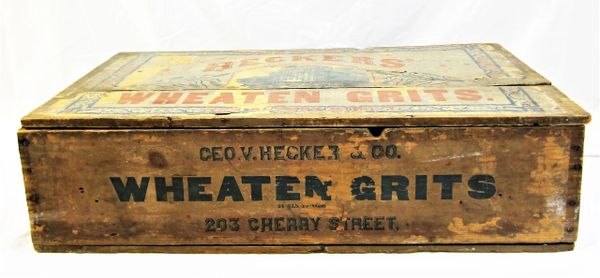 HECKERS
WHEATEN GRITS.
GEO. V. HECKER & CO.
WHEATEN GRITS.
203 CHERRY STREET.